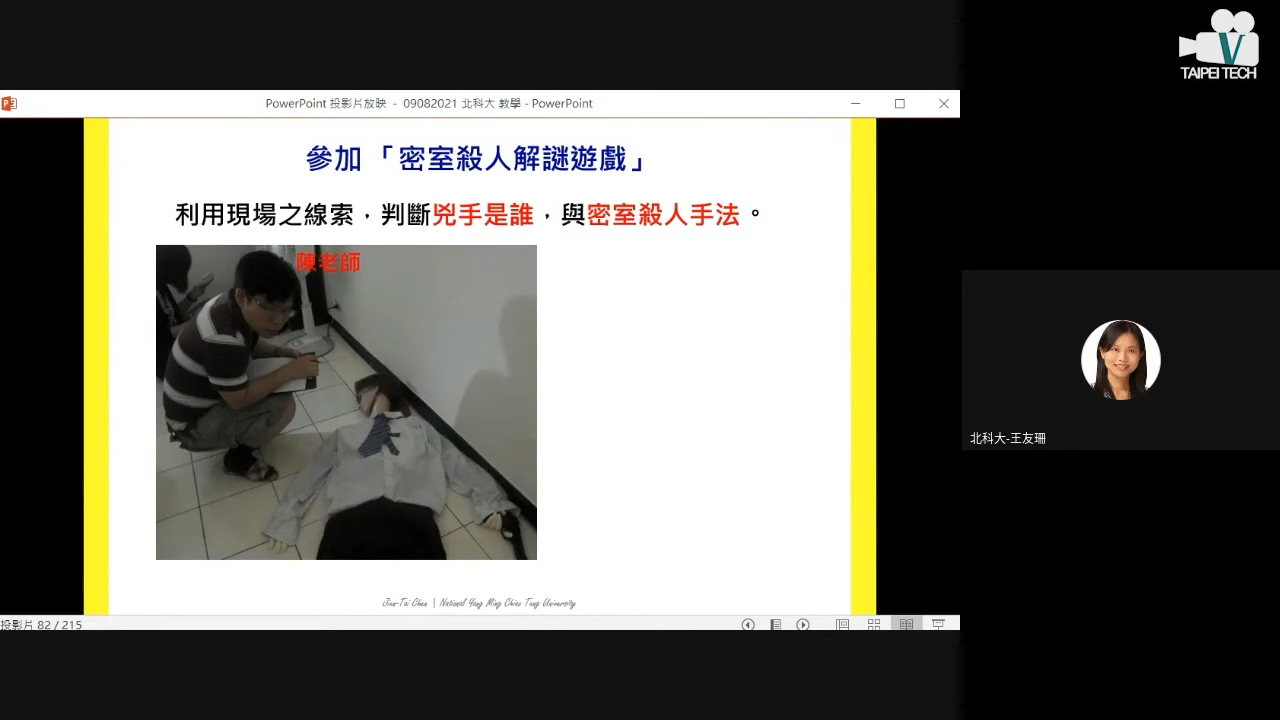 TAIPEI TECH
PowerPoint 投影片放映 - 09082021 北科大 教學 - PowerPoint
參加「密室殺人解謎遊戲」
利用現場之線索，判斷兇手是誰，與密室殺人手法。
陳老師
北科大-王友珊
Jiun-Tai Chen | National Yang Ming Chiao Tung University
投影片 82 / 215